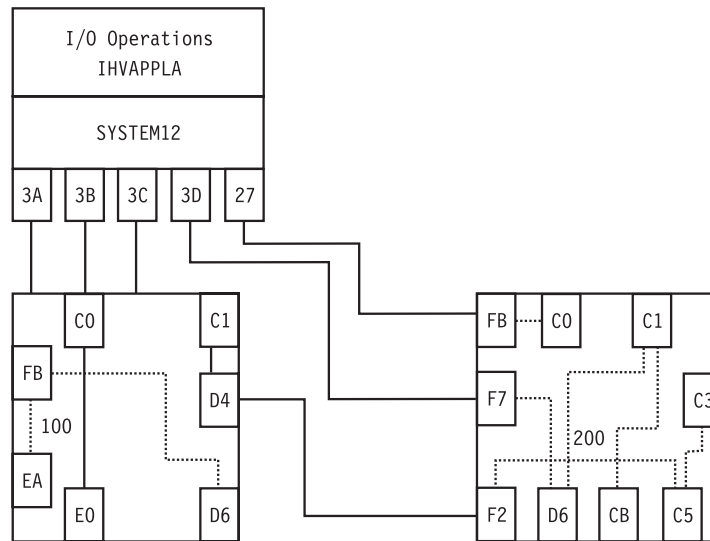 I/O Operations
IHVAPPLA
SYSTEM12
3A 3B 3C 3D 27
C0 C1
FB
D4
100
EA
E0 D6
FB C0 C1
F7 C3
200
F2 D6 CB C5